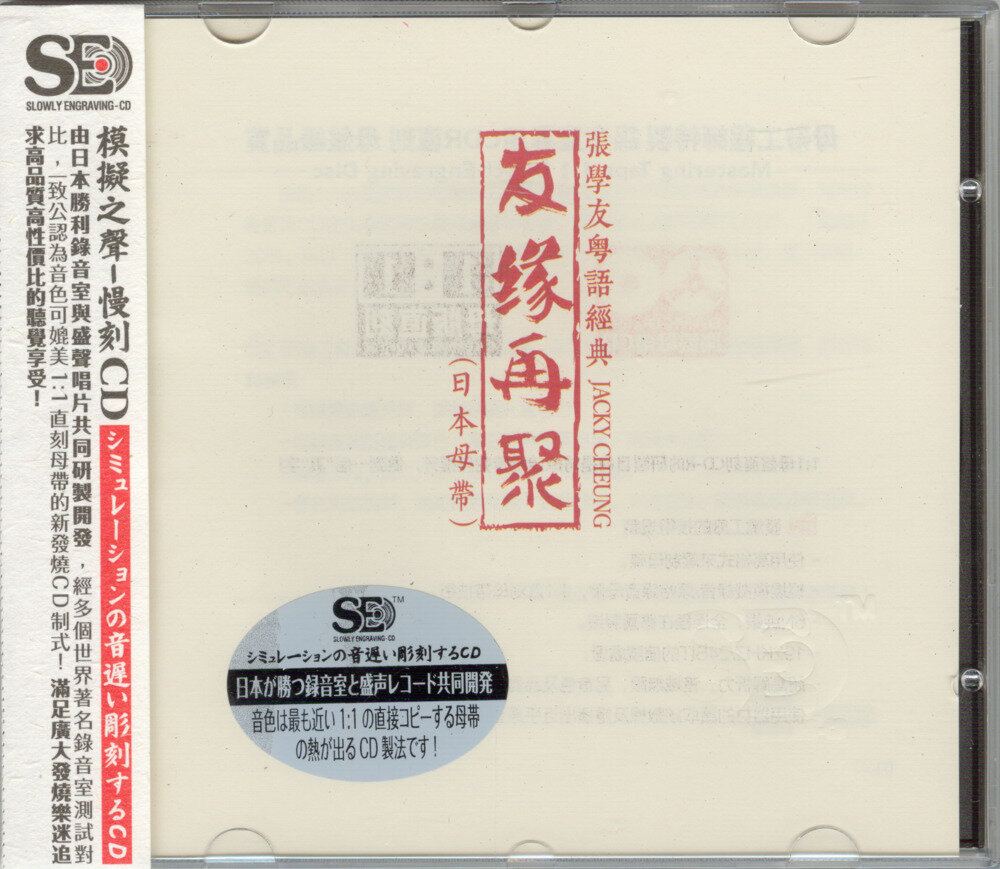 SE
SLOWLY ENGRAVING-CD
模擬之聲-慢刻CD シミュレーションの音遅い彫刻するCD
由日本勝利錄音室與盛聲唱片共同研製開發，經多個世界著名錄音室測試對
比，一致公認為音色可媲美1:1直刻母帶的新發燒CD制式！滿足廣大發燒樂迷追
求高品質高性價比的聽覺享受！
張學友粵語經典 JACKY CHEUNG
友缘再聚
(日本母帶)
SE™
SLOWLY ENGRAVING-CD
シミュレーションの音遅い彫刻するCD
日本が勝つ録音室と盛声レコード共同開発
音色は最も近い1:1の直接コピーする母帯
の熱が出るCD製法です！